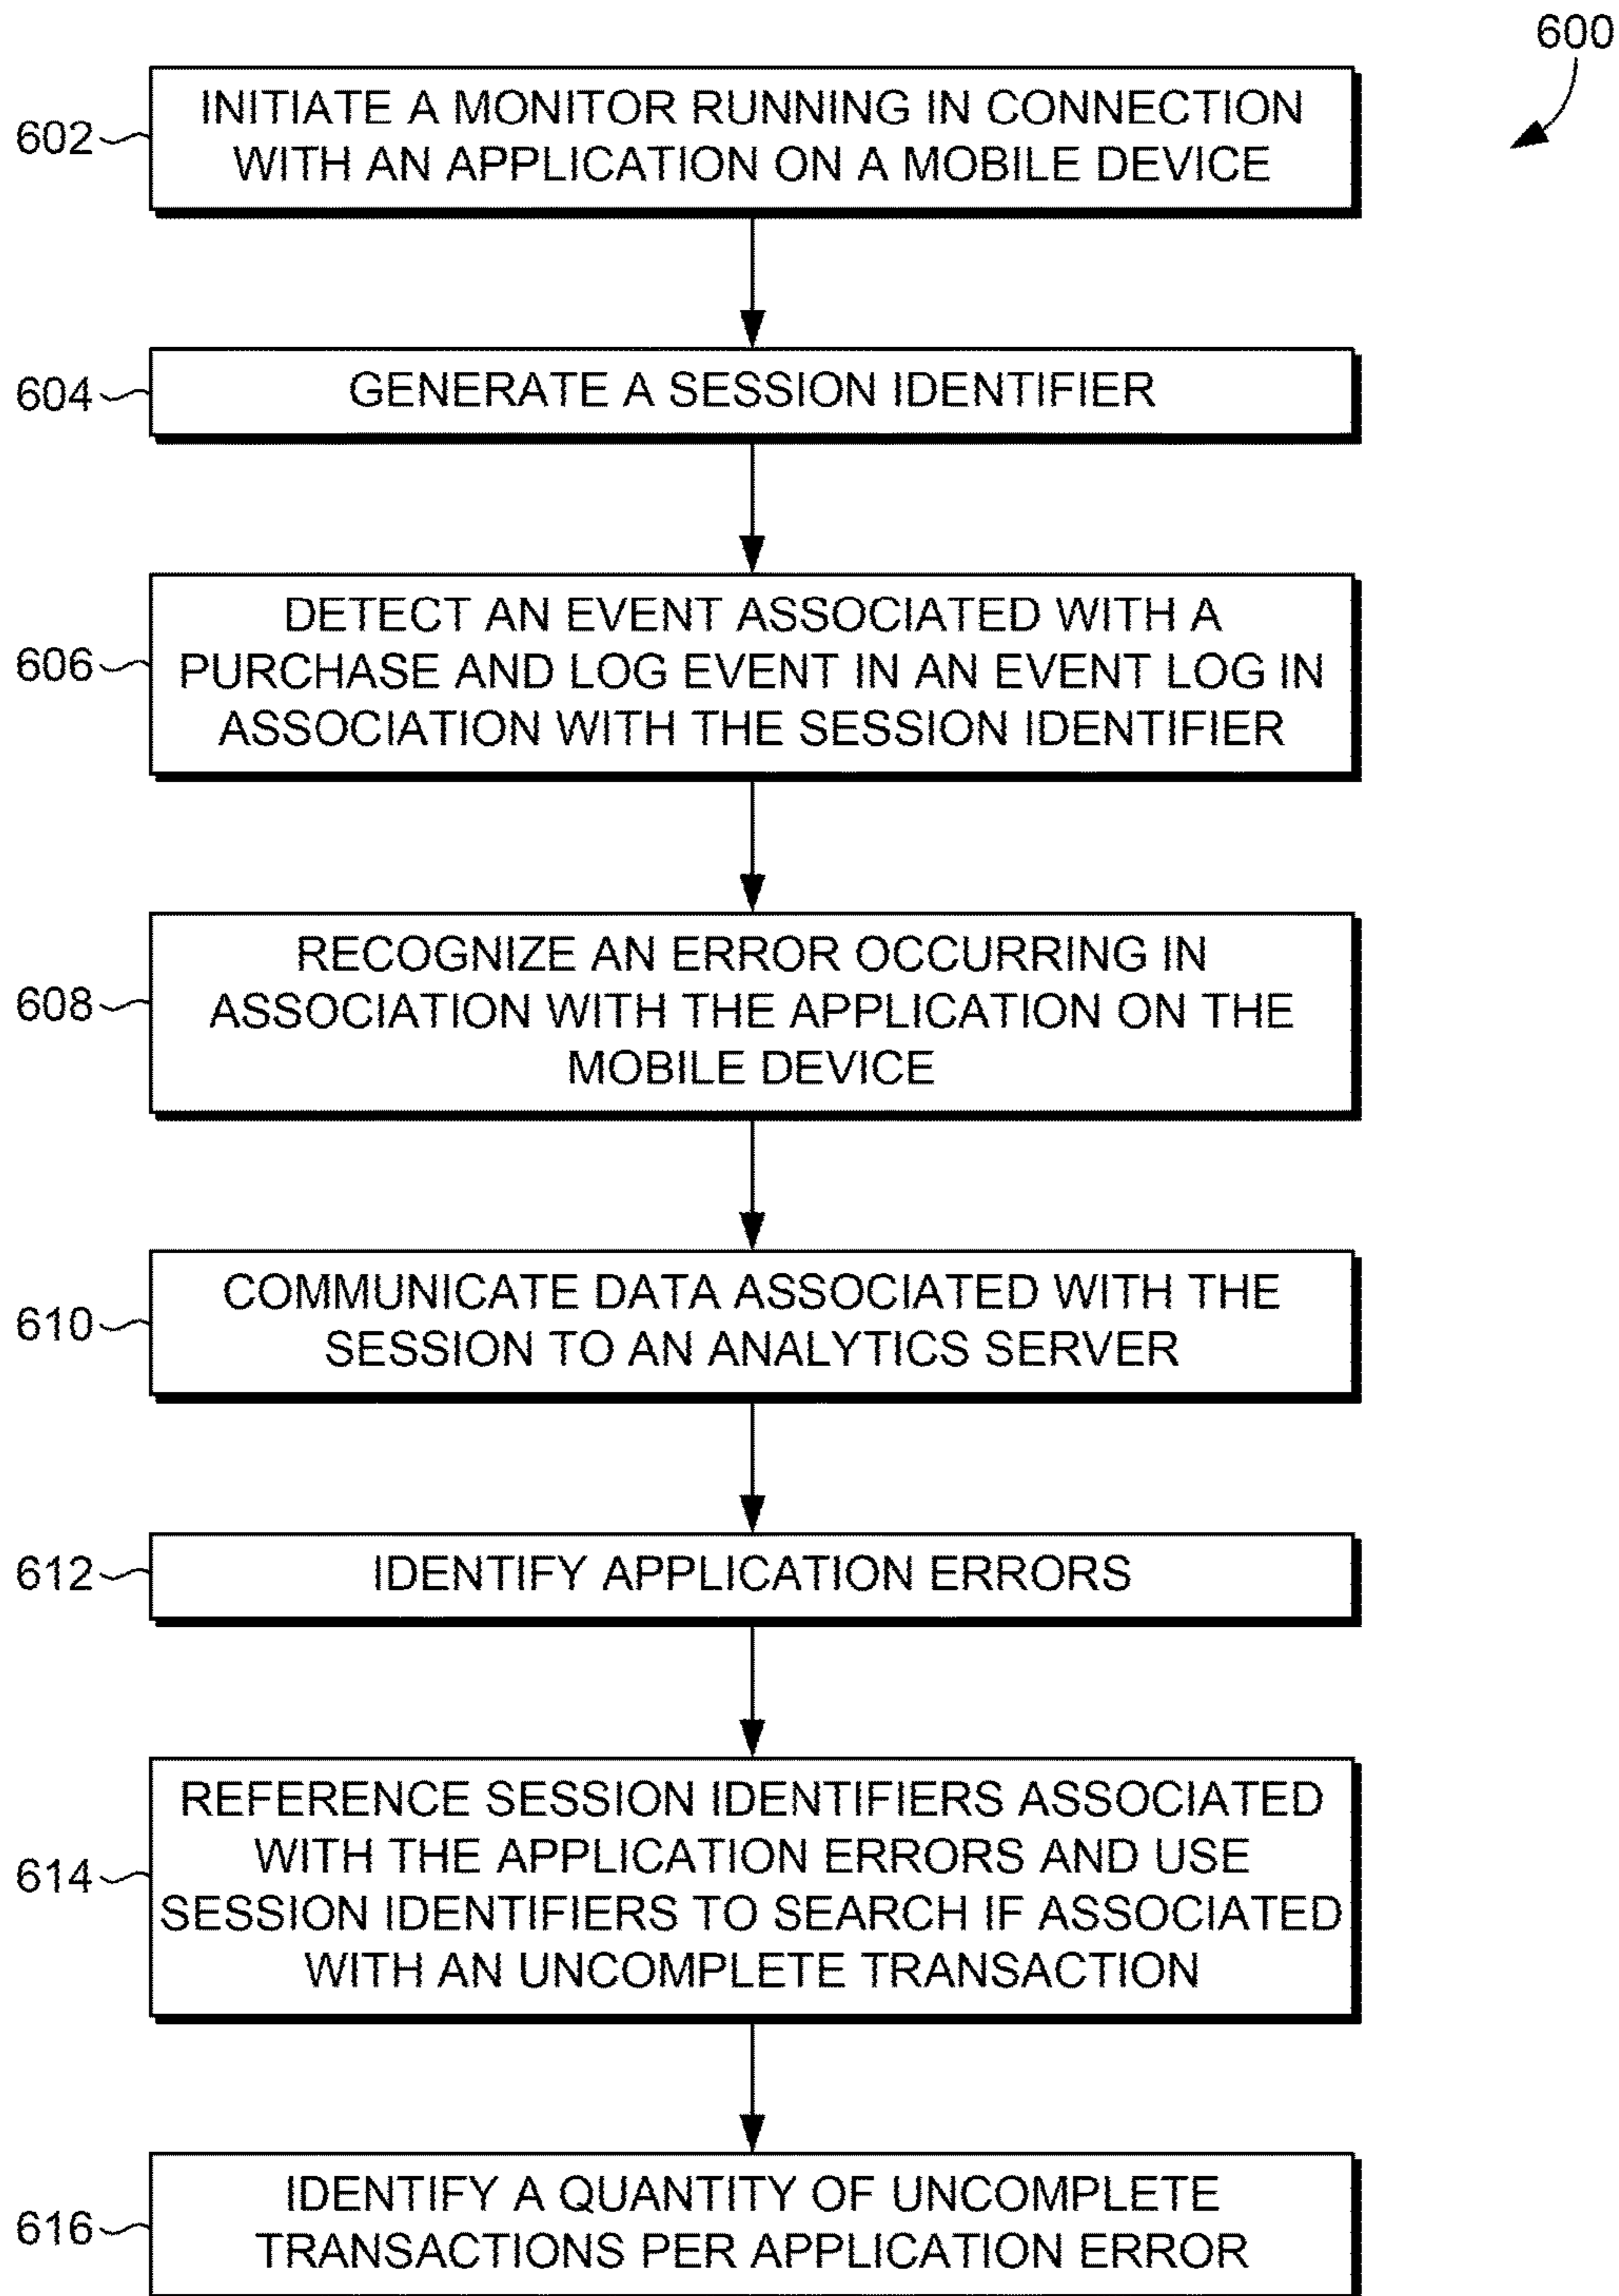 600
602
INITIATE A MONITOR RUNNING IN CONNECTION
WITH AN APPLICATION ON A MOBILE DEVICE
604
GENERATE A SESSION IDENTIFIER
606
DETECT AN EVENT ASSOCIATED WITH A
PURCHASE AND LOG EVENT IN AN EVENT LOG IN
ASSOCIATION WITH THE SESSION IDENTIFIER
608
RECOGNIZE AN ERROR OCCURRING IN
ASSOCIATION WITH THE APPLICATION ON THE
MOBILE DEVICE
610
COMMUNICATE DATA ASSOCIATED WITH THE
SESSION TO AN ANALYTICS SERVER
612
IDENTIFY APPLICATION ERRORS
614
REFERENCE SESSION IDENTIFIERS ASSOCIATED
WITH THE APPLICATION ERRORS AND USE
SESSION IDENTIFIERS TO SEARCH IF ASSOCIATED
WITH AN UNCOMPLETE TRANSACTION
616
IDENTIFY A QUANTITY OF UNCOMPLETE
TRANSACTIONS PER APPLICATION ERROR